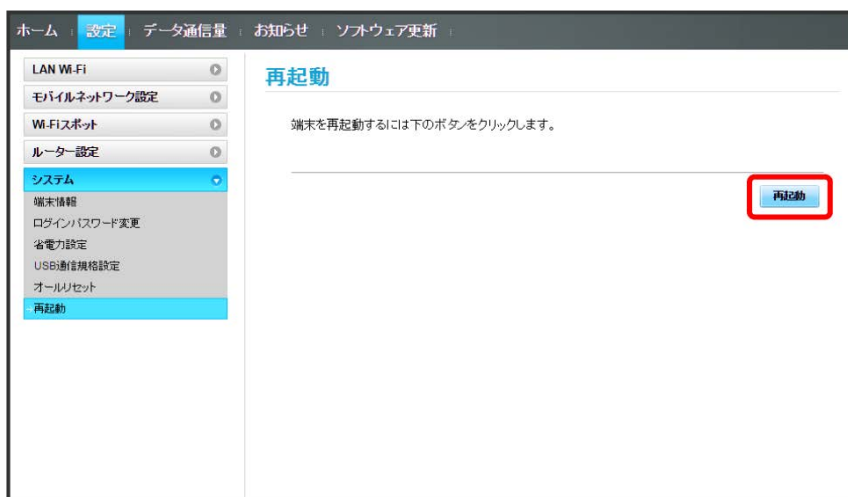 ホーム 設定 データ通信量 お知らせ ソフトウェア更新
LAN Wi-Fi
モバイルネットワーク設定
Wi-Fiスポット
ルーター設定
システム
端末情報
ログインパスワード変更
省電力設定
USB通信規格設定
オールリセット
再起動
再起動
端末を再起動するには下のボタンをクリックします。
再起動